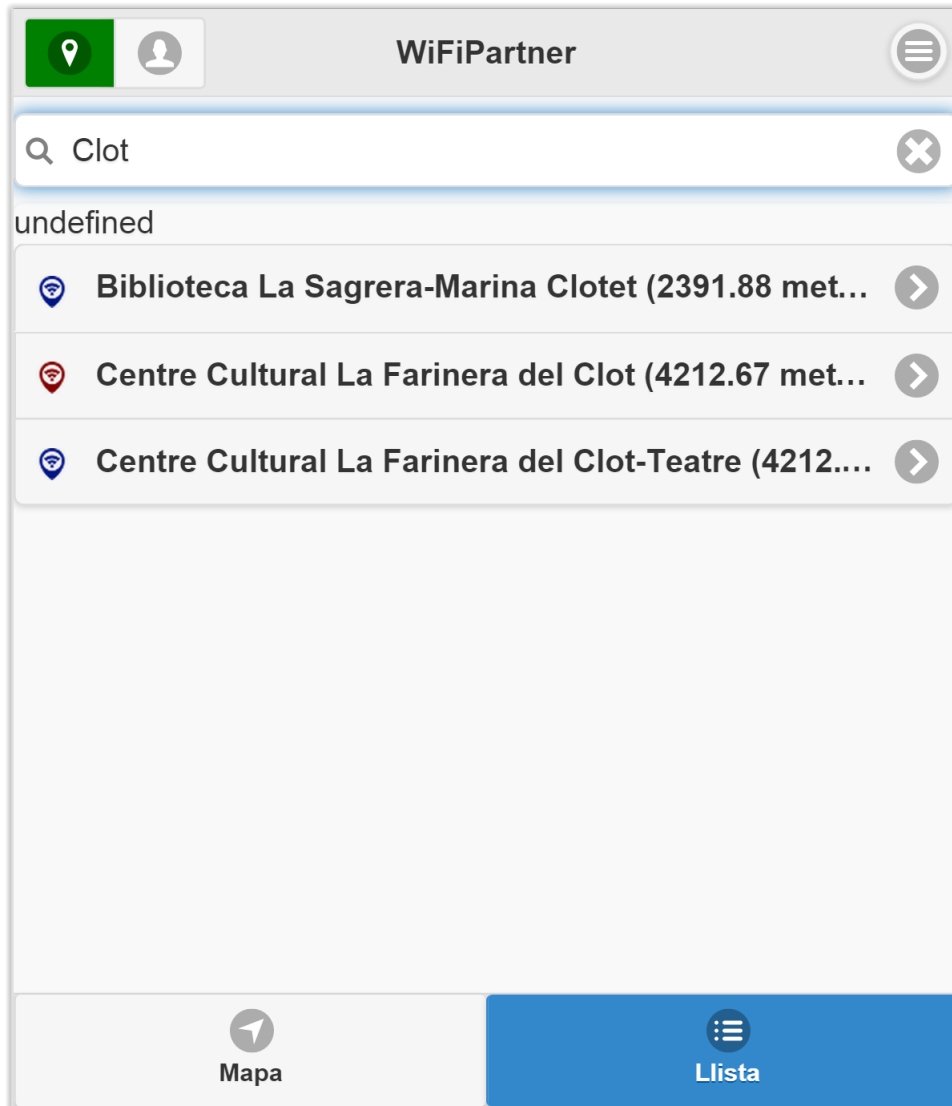 WiFiPartner
Clot
undefined
Biblioteca La Sagrera-Marina Clotet (2391.88 met...
Centre Cultural La Farinera del Clot (4212.67 met...
Centre Cultural La Farinera del Clot-Teatre (4212....
Mapa
Llista